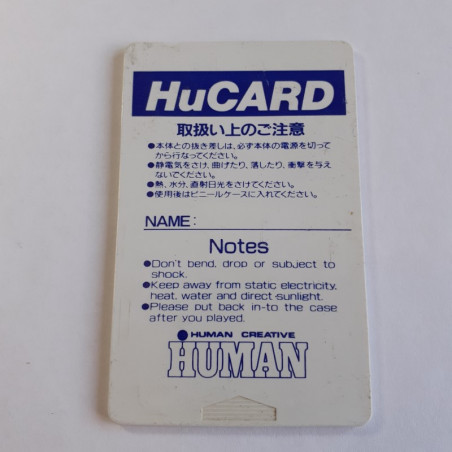 HuCARD
取扱い上のご注意
●本体との抜き差しは、必ず本体の電源を切って
から行なってください。
●静電気をさけ、曲げたり、落したり、衝撃を与え
ないでください。
●熱、水分、直射日光をさけてください。
●使用後はビニールケースに入れてください。
NAME:
Notes
●Don't bend, drop or subject to
shock.
●Keep away from static electricity,
heat, water and direct-sunlight.
●Please put back in-to the case
after you played.
HUMAN CREATIVE
HUMAN